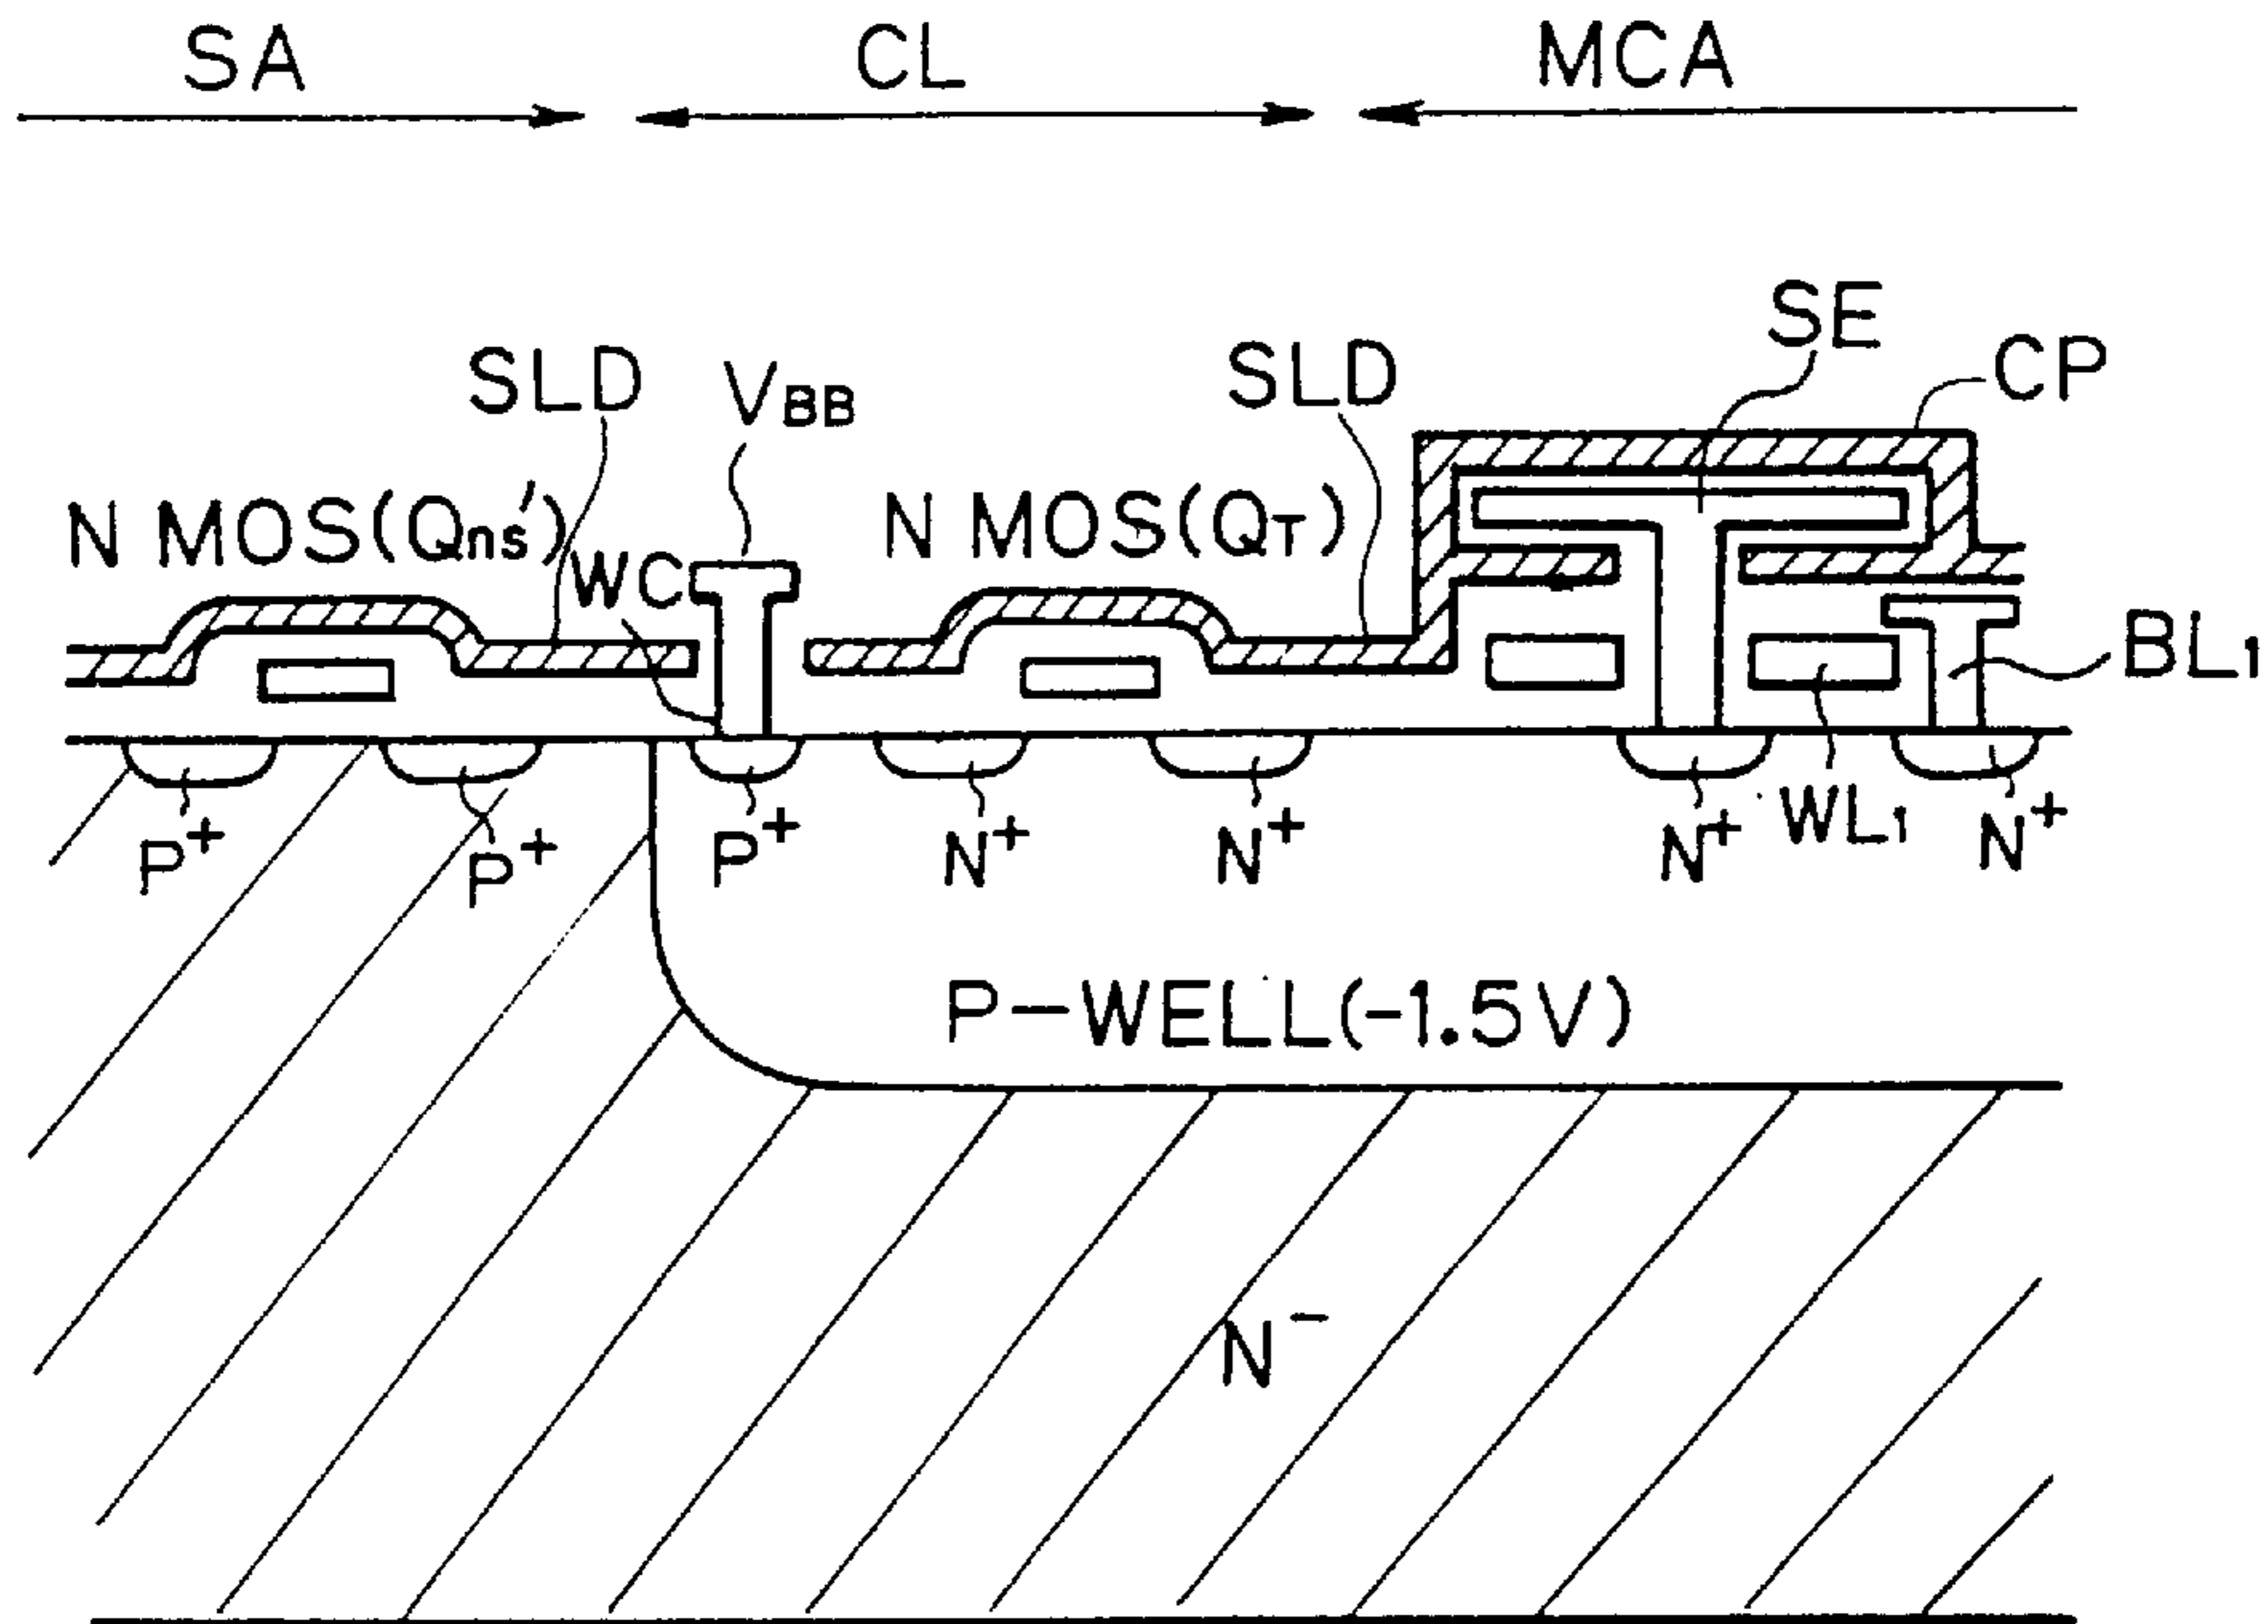 SA CL MCA
SE
SLD VBB SLD CP
N MOS(Qns') N MOS(QT)
WC
BL1
P+ P+ P+ N+ N+ N+ WL1 N+
P-WELL(-1.5V)
N-